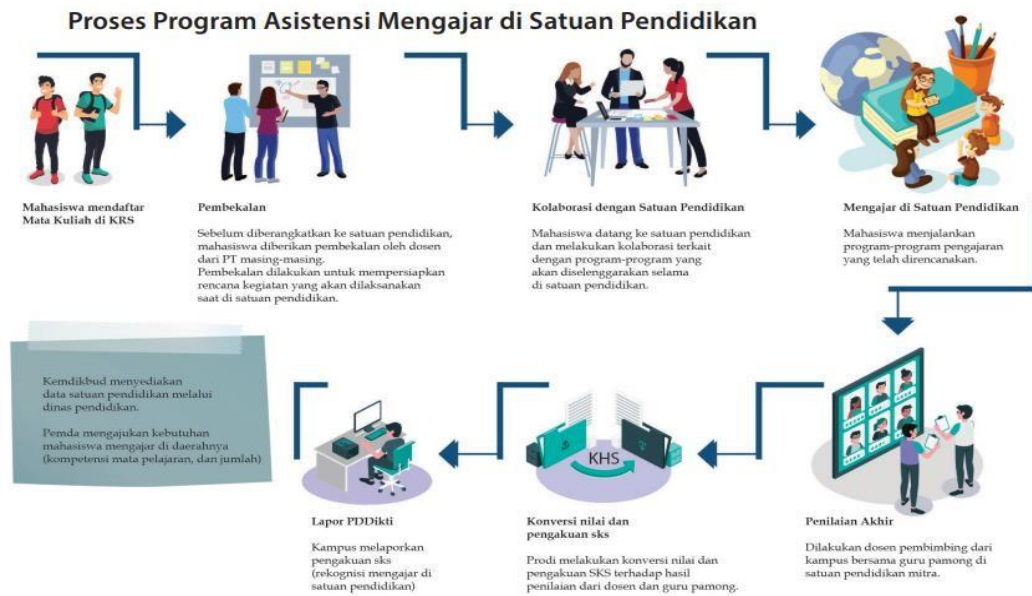 Proses Program Asistensi Mengajar di Satuan Pendidikan
Mahasiswa mendaftar
Mata Kuliah di KRS
Pembekalan
Sebelum diberangkatkan ke satuan pendidikan,
mahasiswa diberikan pembekalan oleh dosen
dari PT masing-masing.
Pembekalan dilakukan untuk mempersiapkan
rencana kegiatan yang akan dilaksanakan
saat di satuan pendidikan.
Kolaborasi dengan Satuan Pendidikan
Mahasiswa datang ke satuan pendidikan
dan melakukan kolaborasi terkait
dengan program-program yang
akan diselenggarakan selama
di satuan pendidikan.
Mengajar di Satuan Pendidikan
Mahasiswa menjalankan
program-program pengajaran
yang telah direncanakan.
Kemdikbud menyediakan
data satuan pendidikan melalui
dinas pendidikan.
Pemda mengajukan kebutuhan
mahasiswa mengajar di daerahnya
(kompetensi mata pelajaran, dan jumlah)
Lapor PDDikti
Kampus melaporkan
pengakuan sks
(rekognisi mengajar di
satuan pendidikan)
KHS
Konversi nilai dan
pengakuan sks
Prodi melakukan konversi nilai dan
pengakuan SKS terhadap hasil
penilaian dari dosen dan guru pamong.
Penilaian Akhir
Dilakukan dosen pembimbing dari
kampus bersama guru pamong di
satuan pendidikan mitra.